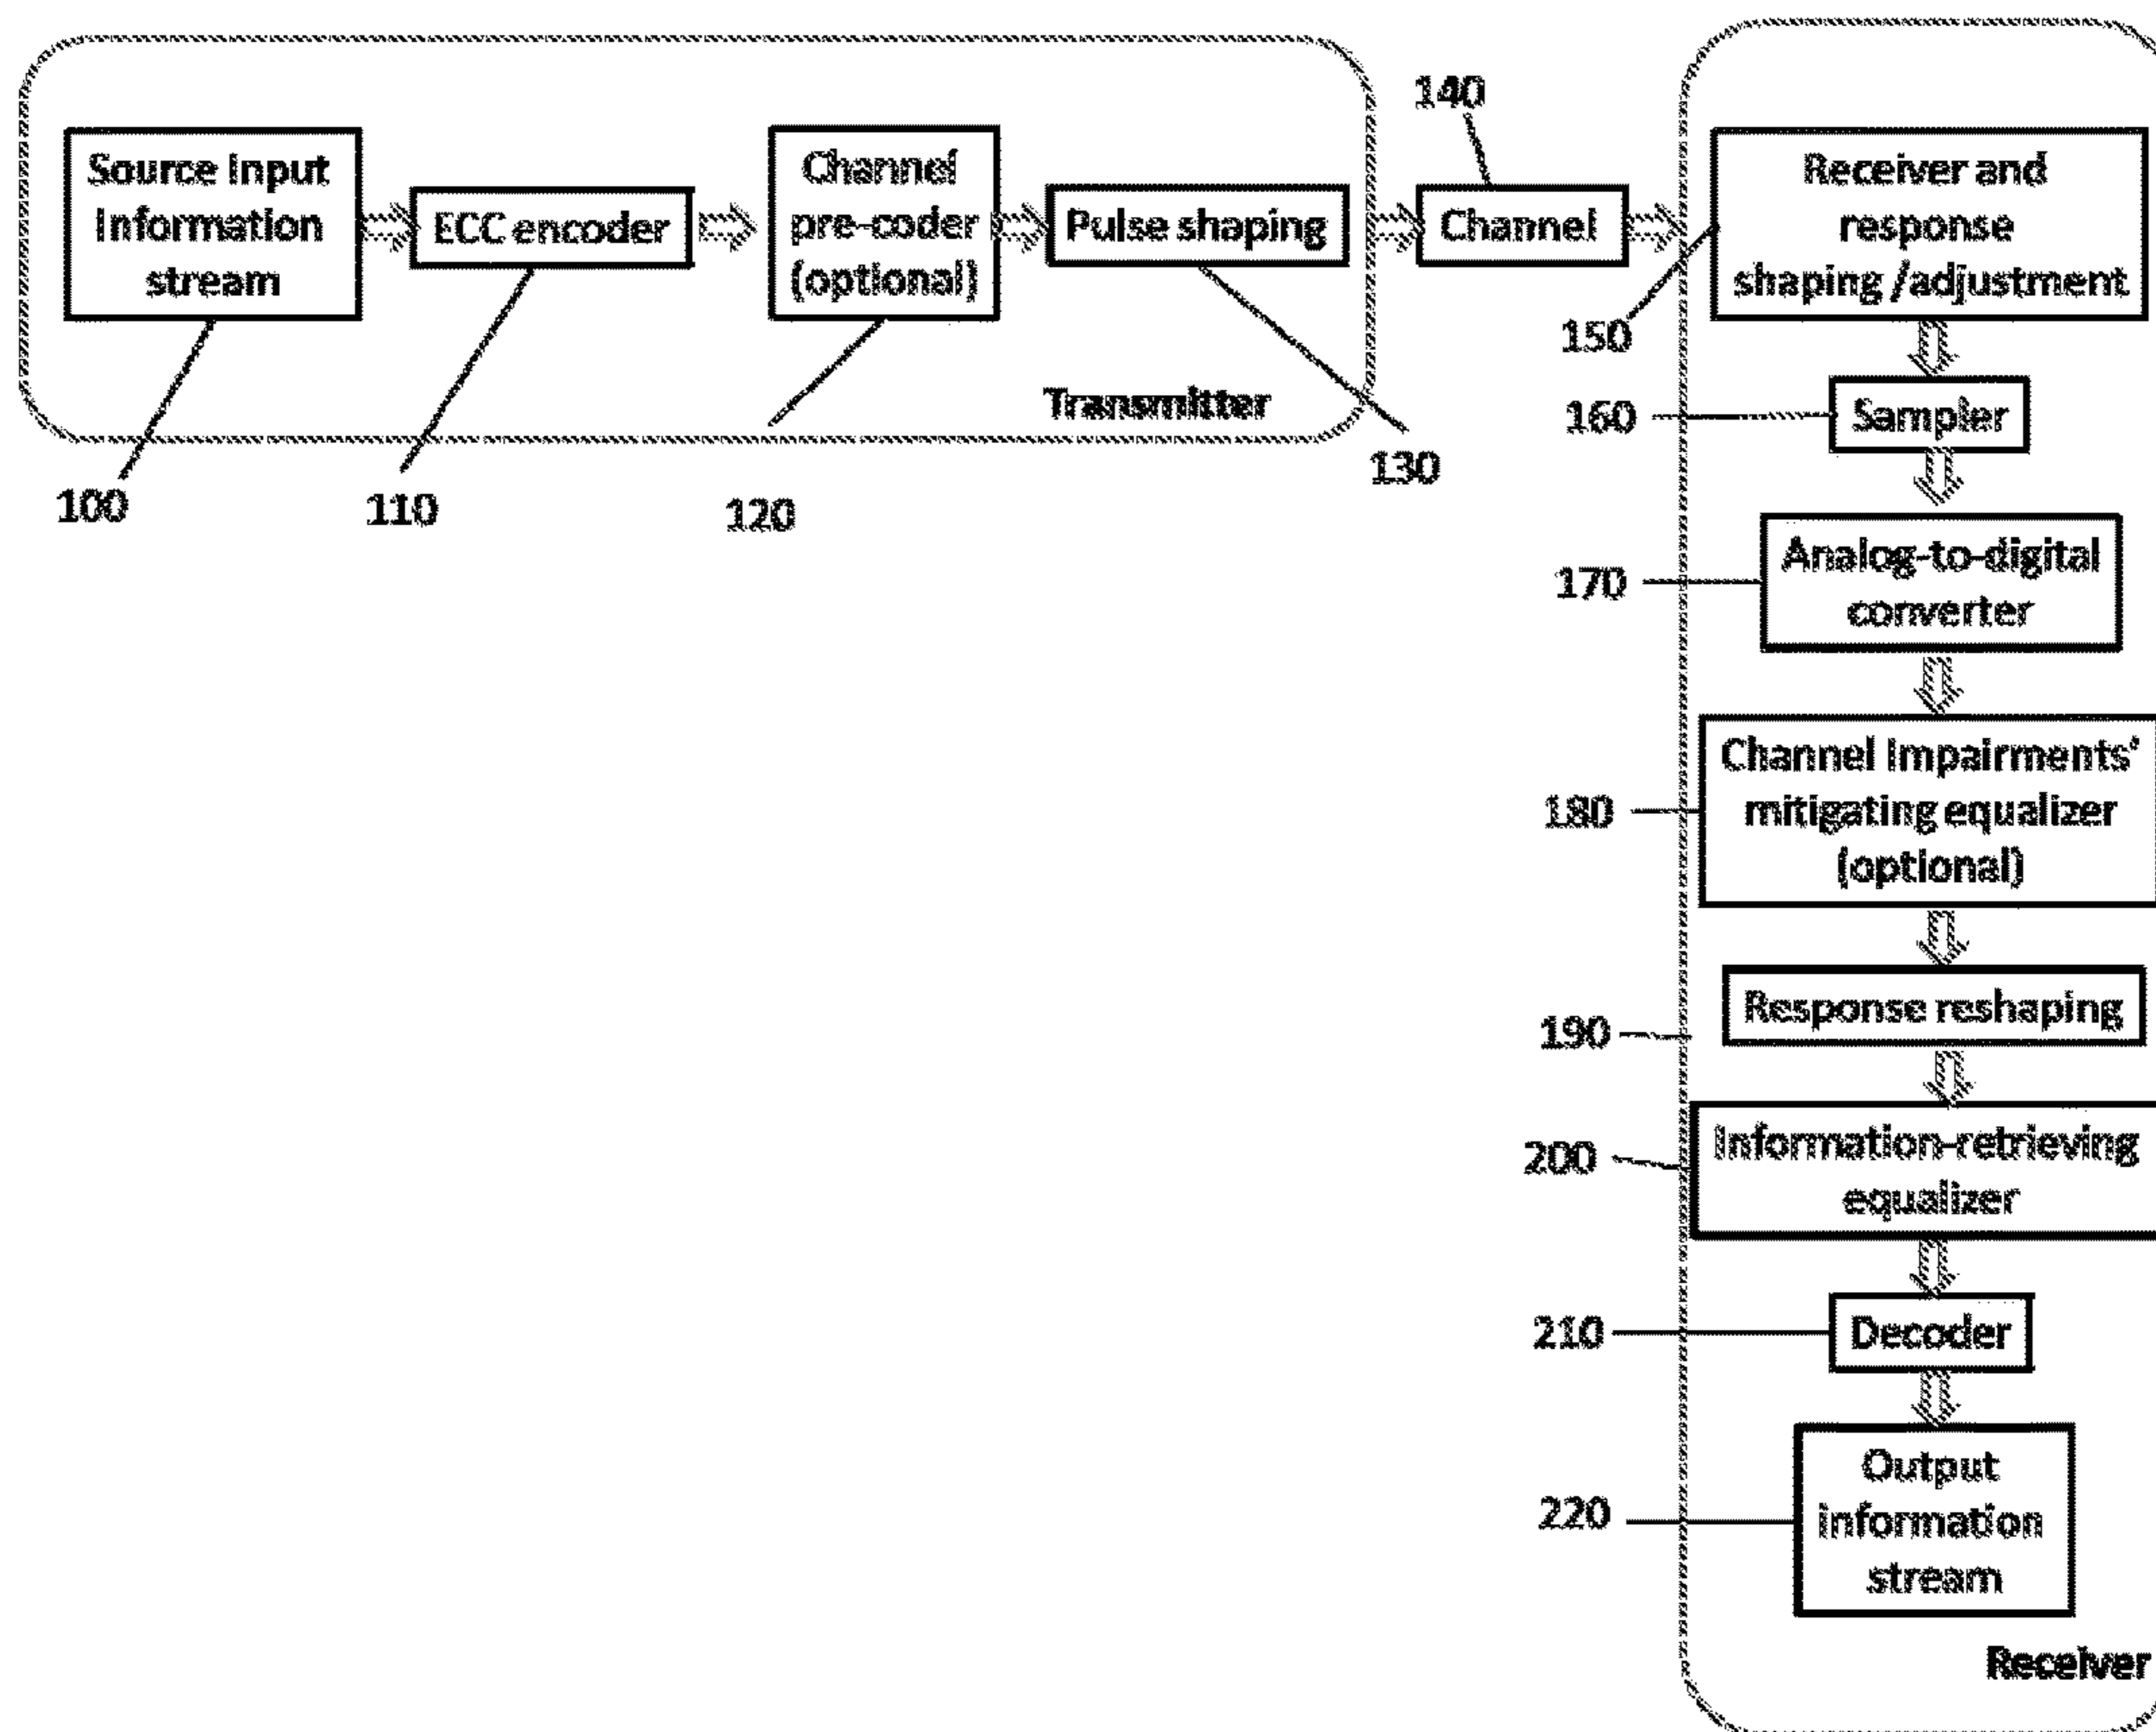 Source Input
Information
stream
ECC encoder
Channel
pre-coder
(optional)
Pulse shaping
Transmitter
100
110
120
130
140
Channel
150
Receiver and
response
shaping /adjustment
160
Sampler
170
Analog-to-digital
converter
180
Channel Impairments'
mitigating equalizer
(optional)
190
Response reshaping
200
Information-retrieving
equalizer
210
Decoder
220
Output
information
stream
Receiver